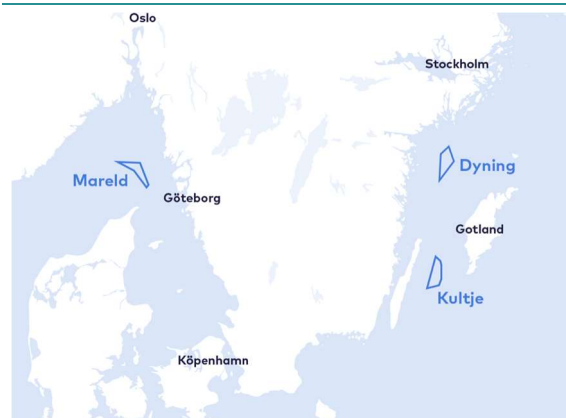 Oslo
Stockholm
Dyning
Mareld
Göteborg
Gotland
Kultje
Köpenhamn